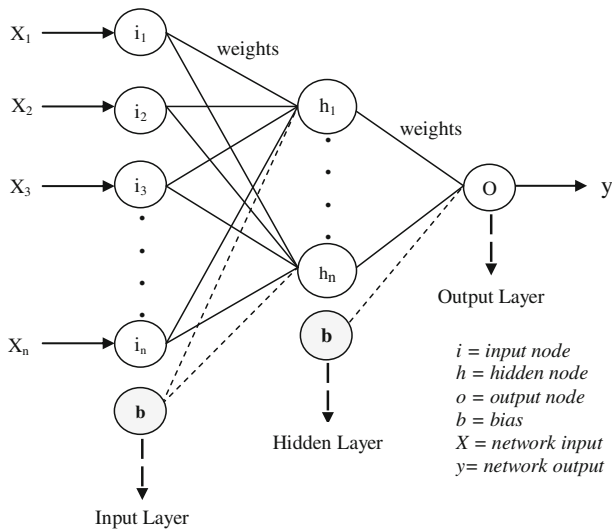 X₁
i₁
weights
X₂
i₂
h₁
weights
X₃
i₃
O
y
hₙ
Output Layer
Xₙ
iₙ
b
b
Hidden Layer
Input Layer
i = input node
h = hidden node
o = output node
b = bias
X = network input
y= network output